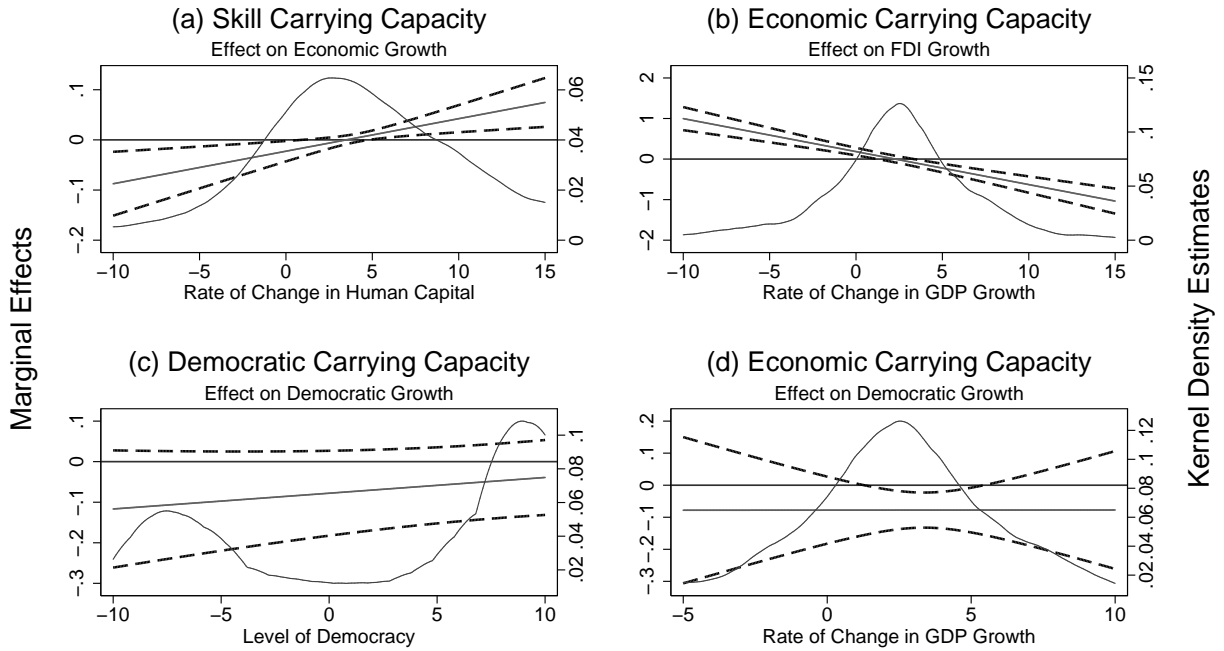 (a) Skill Carrying Capacity
Effect on Economic Growth
.1
0
-.1
-.2
.06
.04
.02
0
-10 -5 0 5 10 15
Rate of Change in Human Capital
(b) Economic Carrying Capacity
Effect on FDI Growth
2
1
0
-1
-2
.15
.1
.05
0
-10 -5 0 5 10 15
Rate of Change in GDP Growth
(c) Democratic Carrying Capacity
Effect on Democratic Growth
.1
0
-.1
-.2
-.3
.1
.08
.06
.04
.02
-10 -5 0 5 10
Level of Democracy
(d) Economic Carrying Capacity
Effect on Democratic Growth
.2
.1
0
-.1
-.2
-.3
.12
.1
.08
.06
.04
.02
-5 0 5 10
Rate of Change in GDP Growth
Marginal Effects
Kernel Density Estimates